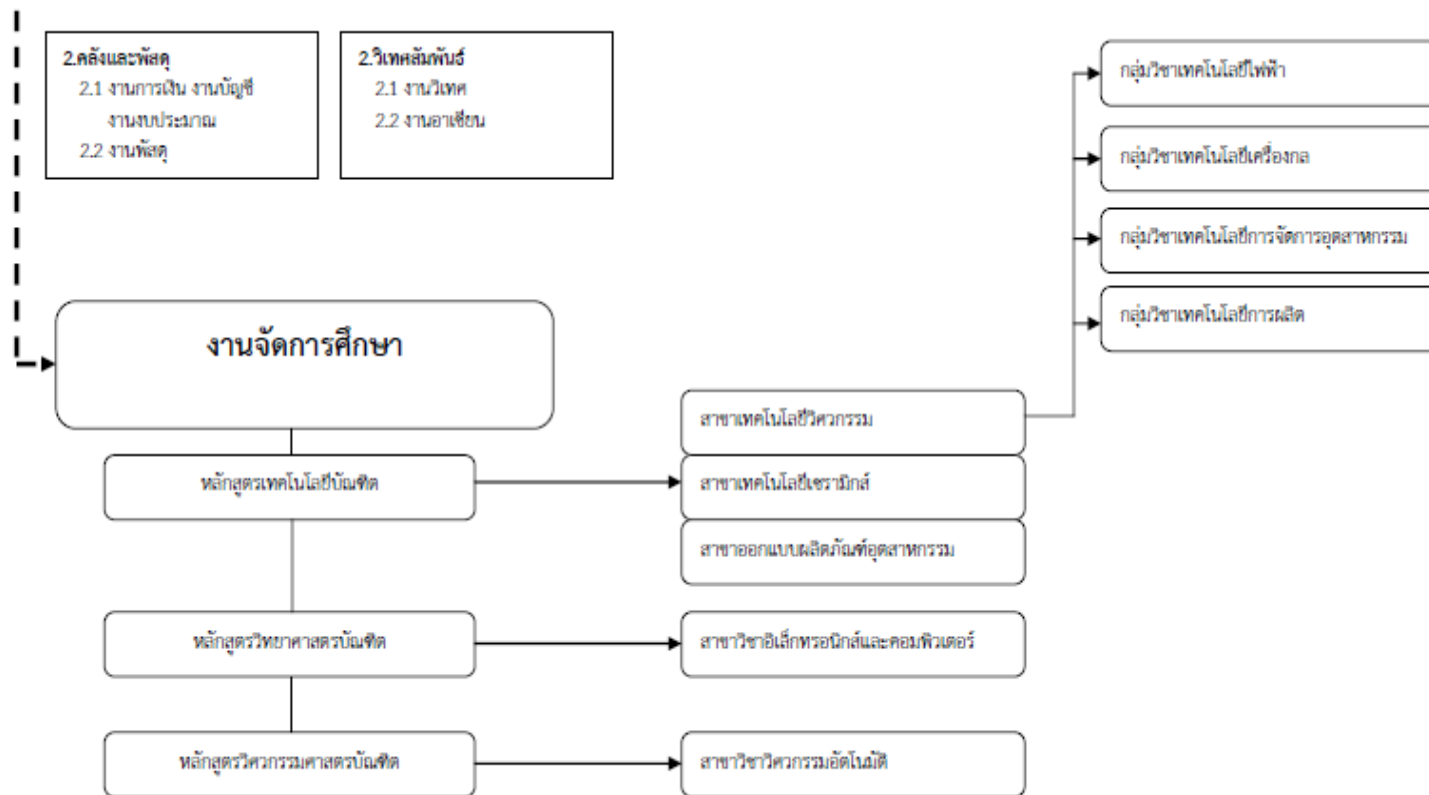 2.คลังและพัสดุ
2.1 งานการเงิน งานบัญชี
งานงบประมาณ
2.2 งานพัสดุ
2.วิเทศสัมพันธ์
2.1 งานวิเทศ
2.2 งานอาเซียน
กลุ่มวิชาเทคโนโลยีไฟฟ้า
กลุ่มวิชาเทคโนโลยีเครื่องกล
กลุ่มวิชาเทคโนโลยีการจัดการอุตสาหกรรม
กลุ่มวิชาเทคโนโลยีการผลิต
งานจัดการศึกษา
สาขาเทคโนโลยีวิศวกรรม
หลักสูตรเทคโนโลยีบัณฑิต
สาขาเทคโนโลยีเซรามิกส์
สาขาออกแบบผลิตภัณฑ์อุตสาหกรรม
หลักสูตรวิทยาศาสตรบัณฑิต
สาขาวิชาอิเล็กทรอนิกส์และคอมพิวเตอร์
หลักสูตรวิศวกรรมศาสตรบัณฑิต
สาขาวิชาวิศวกรรมอัตโนมัติ